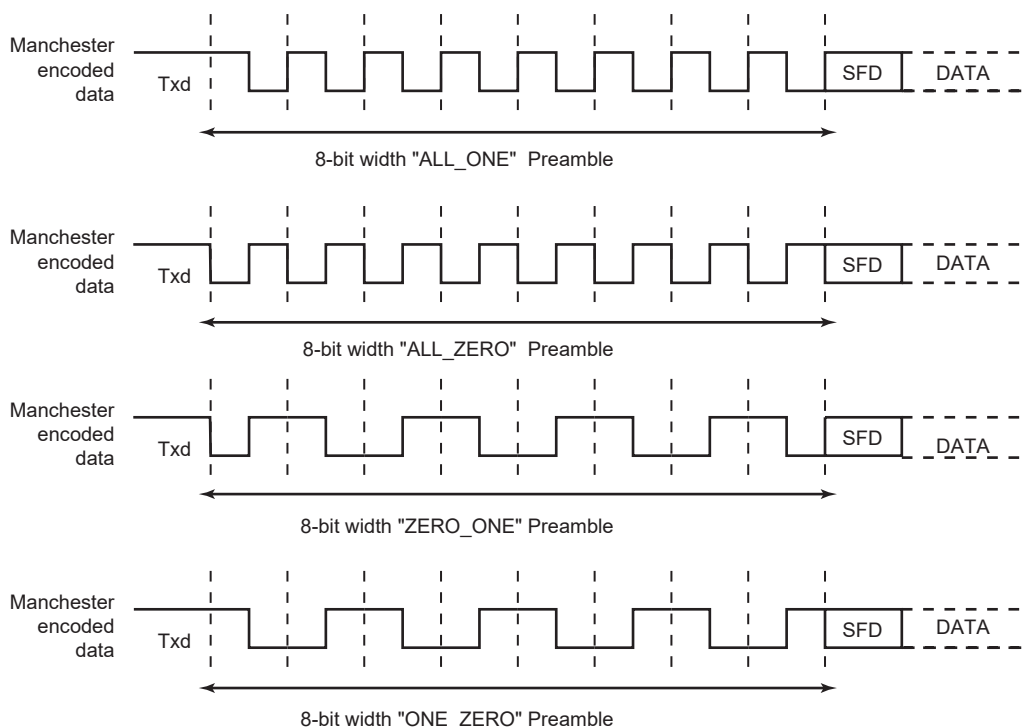 Manchester
encoded
data
Txd
SFD
DATA
8-bit width "ALL_ONE" Preamble
Manchester
encoded
data
Txd
SFD
DATA
8-bit width "ALL_ZERO" Preamble
Manchester
encoded
data
Txd
SFD
DATA
8-bit width "ZERO_ONE" Preamble
Manchester
encoded
data
Txd
SFD
DATA
8-bit width "ONE_ZERO" Preamble